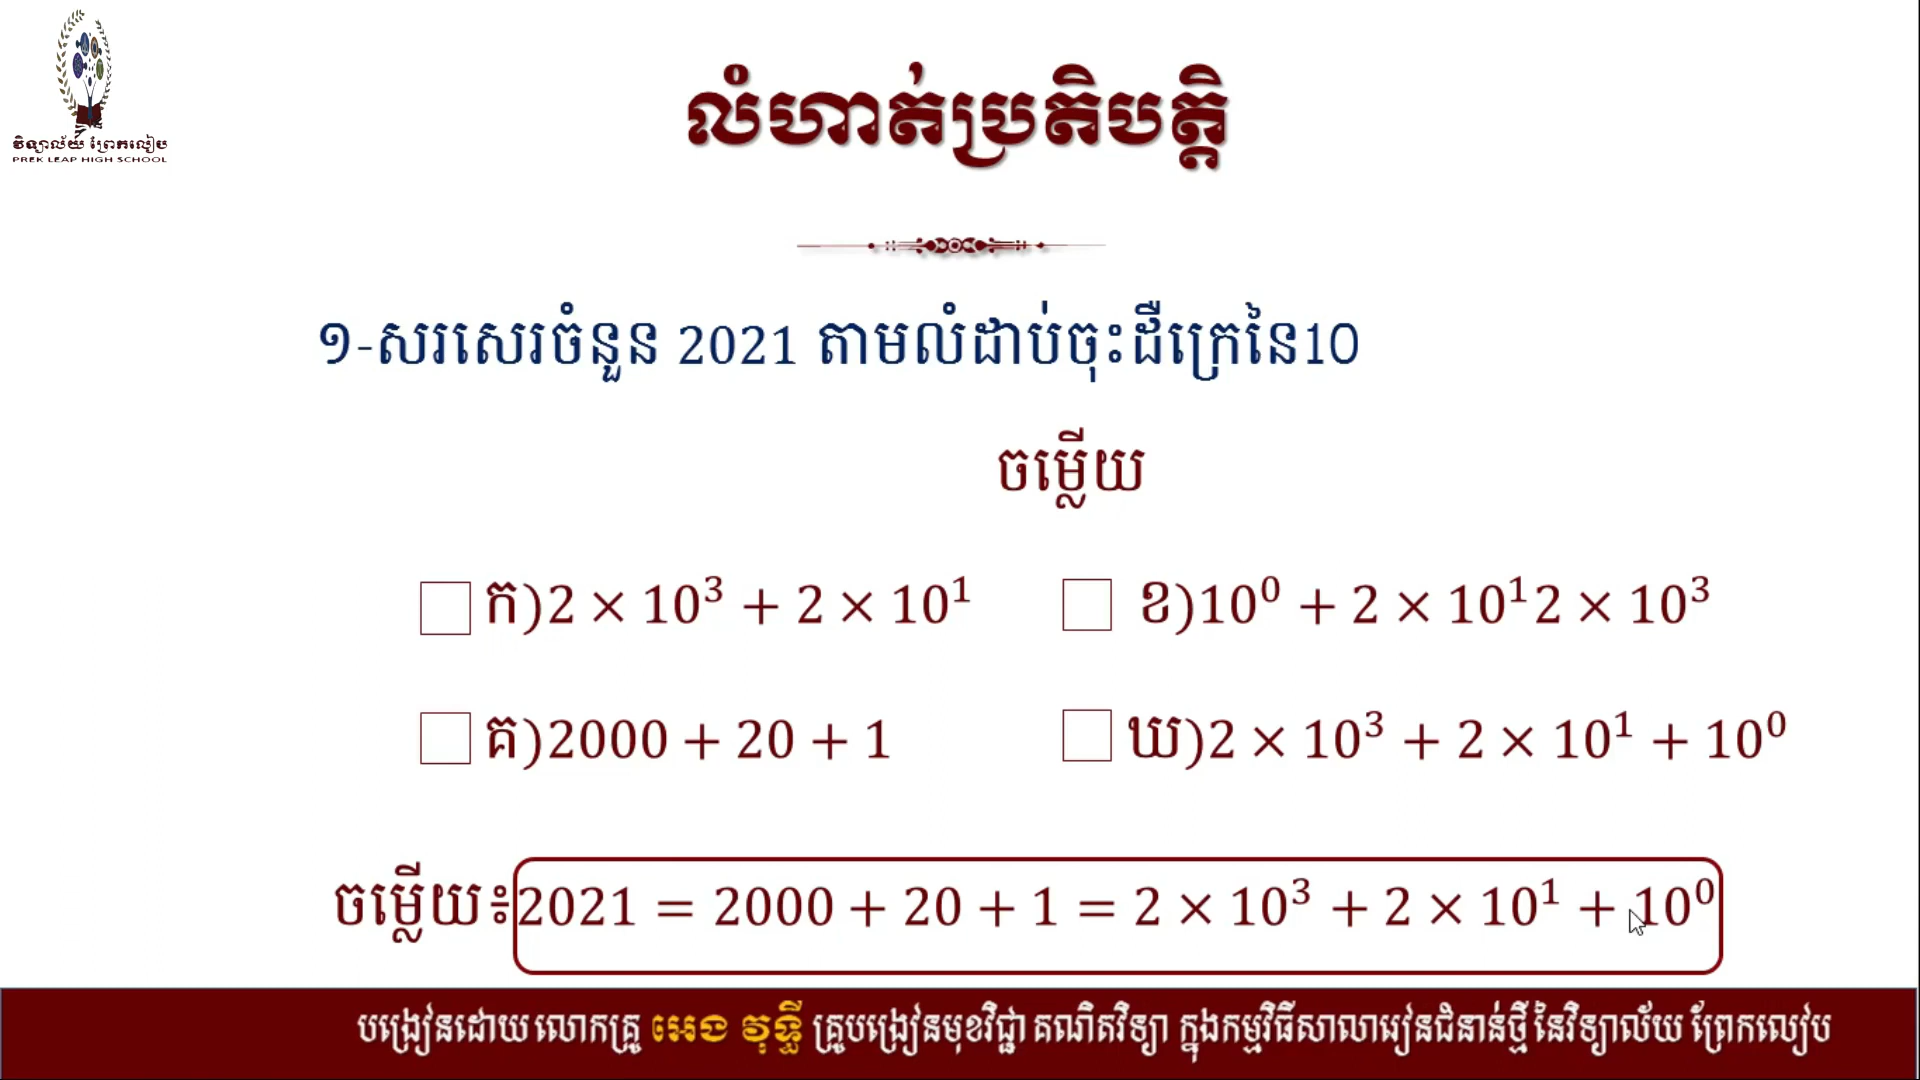 វិទ្យាល័យ ព្រែកលៀប
PREK LEAP HIGH SCHOOL
លំហាត់ប្រតិបត្តិ
១-សរសេរចំនួន 2021 តាមលំដាប់ចុះដឺក្រេនៃ10
ចម្លើយ
ក)2 × 10³ + 2 × 10¹
ខ)10⁰ + 2 × 10¹2 × 10³
គ)2000 + 20 + 1
ឃ)2 × 10³ + 2 × 10¹ + 10⁰
ចម្លើយ៖2021 = 2000 + 20 + 1 = 2 × 10³ + 2 × 10¹ + 10⁰
បង្រៀនដោយ លោកគ្រូ អេង វុទ្ធី គ្រូបង្រៀនមុខវិជ្ជា គណិតវិទ្យា ក្នុងកម្មវិធីសាលារៀនជំនាន់ថ្មី នៃវិទ្យាល័យ ព្រែកលៀប